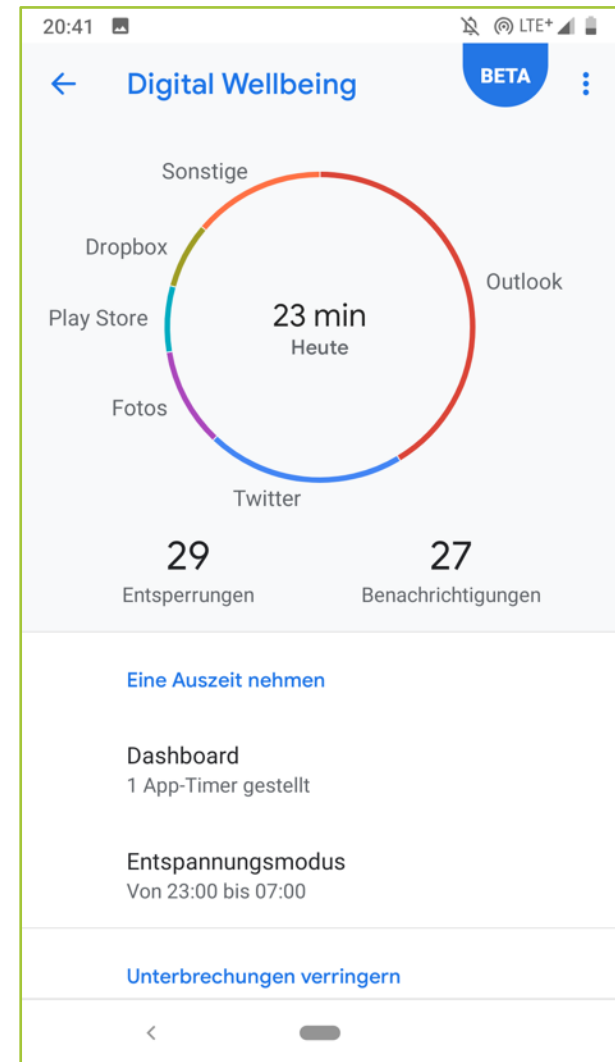 20:41
LTE+
Digital Wellbeing
BETA
Sonstige
Dropbox
Outlook
Play Store
23 min
Heute
Fotos
Twitter
29
27
Entsperrungen
Benachrichtigungen
Eine Auszeit nehmen
Dashboard
1 App-Timer gestellt
Entspannungsmodus
Von 23:00 bis 07:00
Unterbrechungen verringern